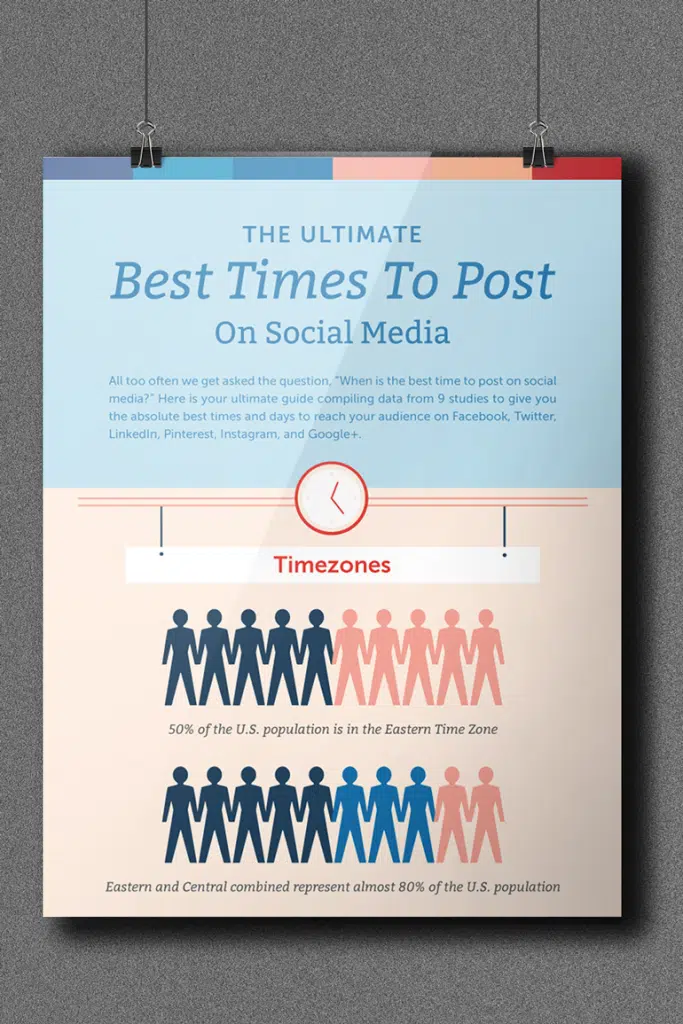 THE ULTIMATE
Best Times To Post
On Social Media
All too often we get asked the question, "When is the best time to post on social
media?" Here is your ultimate guide compiling data from 9 studies to give you
the absolute best times and days to reach your audience on Facebook, Twitter,
LinkedIn, Pinterest, Instagram, and Google+.
Timezones
50% of the U.S. population is in the Eastern Time Zone
Eastern and Central combined represent almost 80% of the U.S. population